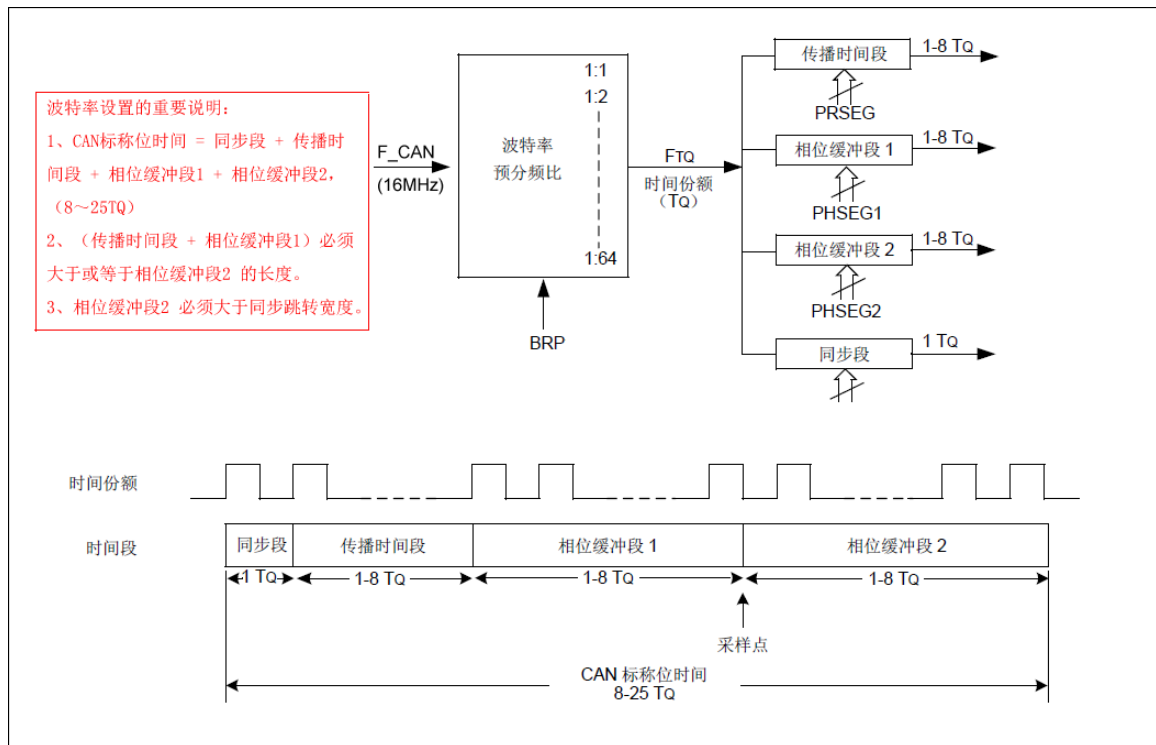 波特率设置的重要说明：
1、CAN标称位时间 = 同步段 + 传播时
间段 + 相位缓冲段1 + 相位缓冲段2，
（8～25TQ）
2、（传播时间段 + 相位缓冲段1）必须
大于或等于相位缓冲段2 的长度。
3、相位缓冲段2 必须大于同步跳转宽度。
F_CAN
(16MHz)
波特率
预分频比
1:1
1:2
1:64
BRP
FTQ
时间份额
（TQ）
传播时间段
1-8 TQ
PRSEG
相位缓冲段 1
1-8 TQ
PHSEG1
相位缓冲段 2
1-8 TQ
PHSEG2
同步段
1 TQ
时间份额
时间段
同步段
传播时间段
相位缓冲段 1
相位缓冲段 2
1 TQ
1-8 TQ
1-8 TQ
1-8 TQ
采样点
CAN 标称位时间
8-25 TQ